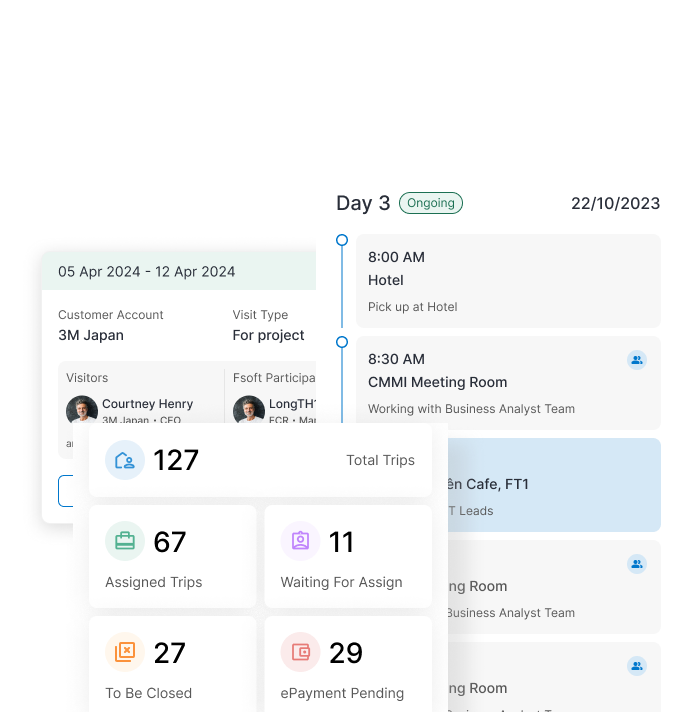 Day 3
Ongoing
22/10/2023
8:00 AM
Hotel
Pick up at Hotel
8:30 AM
CMMI Meeting Room
Working with Business Analyst Team
05 Apr 2024 - 12 Apr 2024
Customer Account
Visit Type
3M Japan
For project
Visitors
Fsoft Participa
Courtney Henry
3M Japan • CEO
LongTH1
FCR • Mar
127
Total Trips
67
Assigned Trips
11
Waiting For Assign
27
To Be Closed
29
ePayment Pending
ên Cafe, FT1
T Leads
ng Room
Business Analyst Team
ng Room